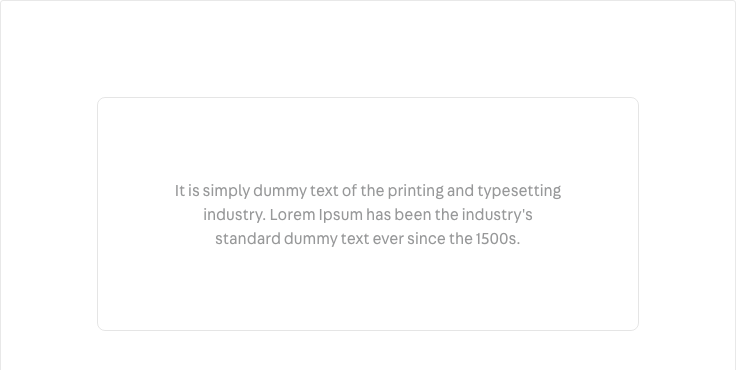 It is simply dummy text of the printing and typesetting
industry. Lorem Ipsum has been the industry's
standard dummy text ever since the 1500s.